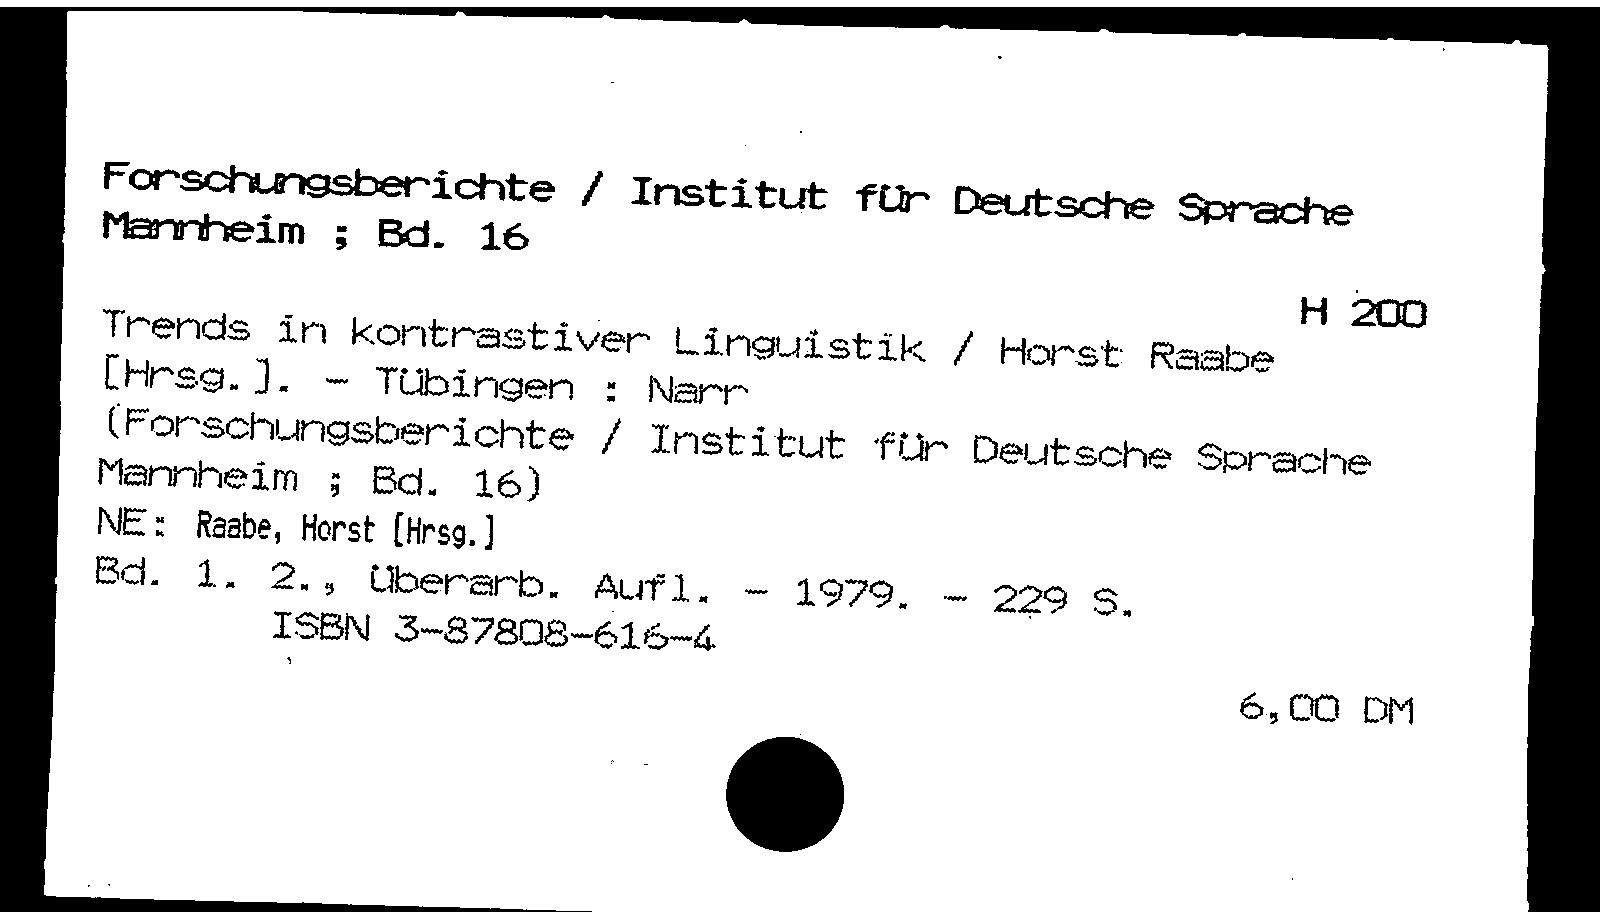 Forschungsberichte / Institut für Deutsche Sprache
Mannheim ; Bd. 16
H 200
Trends in kontrastiver Linguistik / Horst Raabe
[Hrsg.]. - Tübingen : Narr
(Forschungsberichte / Institut für Deutsche Sprache
Mannheim ; Bd. 16)
NE: Raabe, Horst [Hrsg.]
Bd. 1. 2., überarb. Aufl. - 1979. - 229 S.
ISBN 3-87808-616-4
6,00 DM